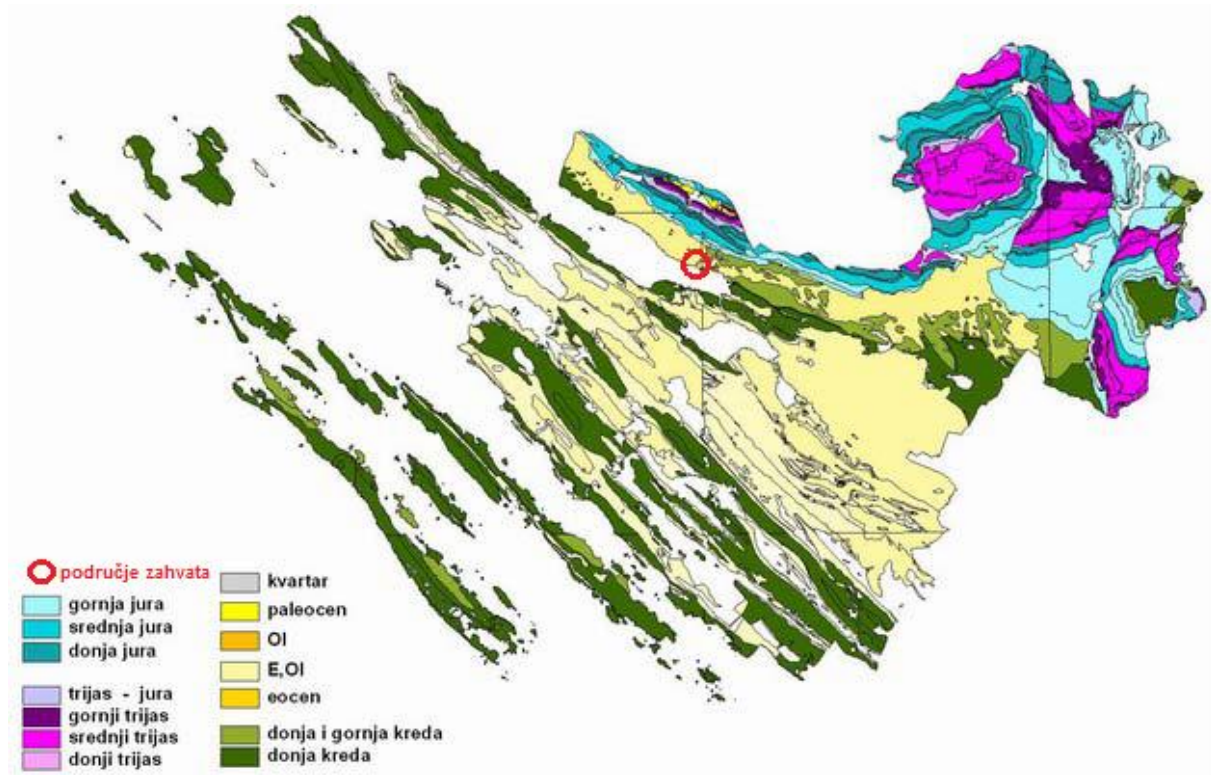 područje zahvata
gornja jura
srednja jura
donja jura
trijas - jura
gornji trijas
srednji trijas
donji trijas
kvartar
paleocen
Ol
E,Ol
eocen
donja i gornja kreda
donja kreda